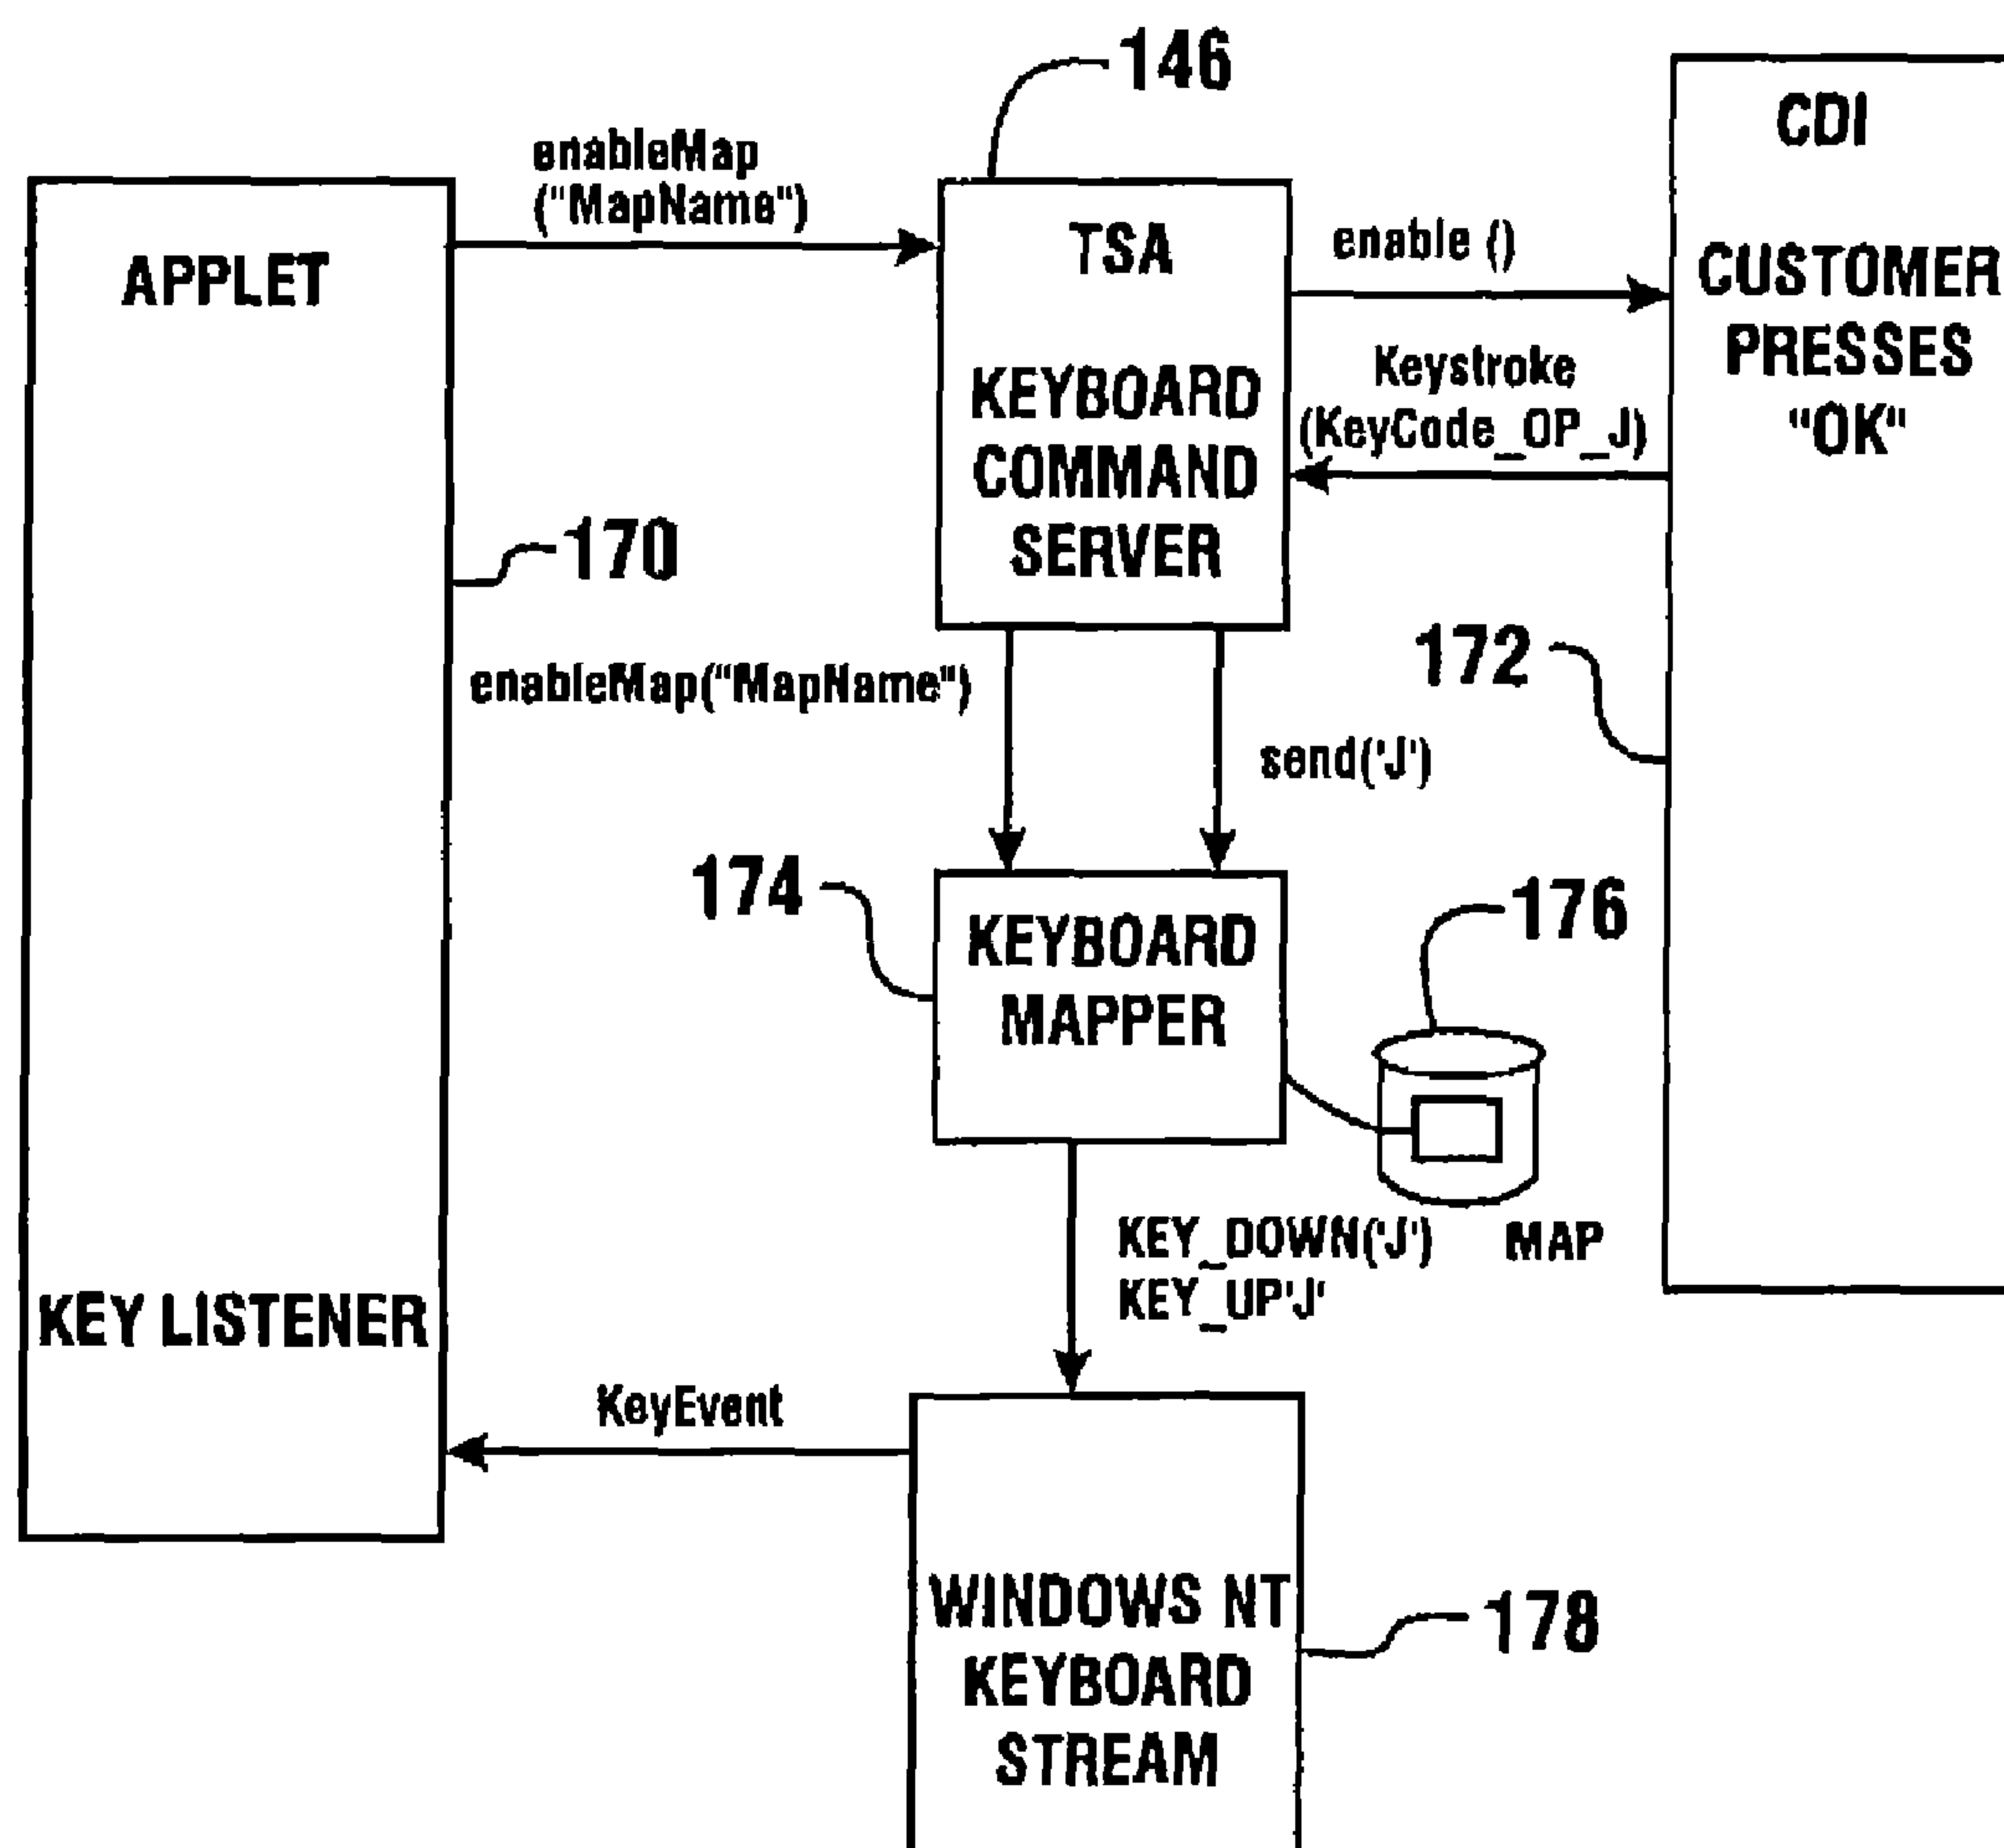 146
CDI
enableMap
("MapName")
APPLET
TSA
enable ()
CUSTOMER
PRESSES
"OK"
KEYBOARD
COMMAND
SERVER
Keystroke
(KeyCode_OP_J)
170
172
enableMap("MapName")
send('J')
174
176
KEYBOARD
MAPPER
KEY_DOWN('J')
KEY_UP'J'
MAP
KEY LISTENER
KeyEvent
WINDOWS NT
KEYBOARD
STREAM
178